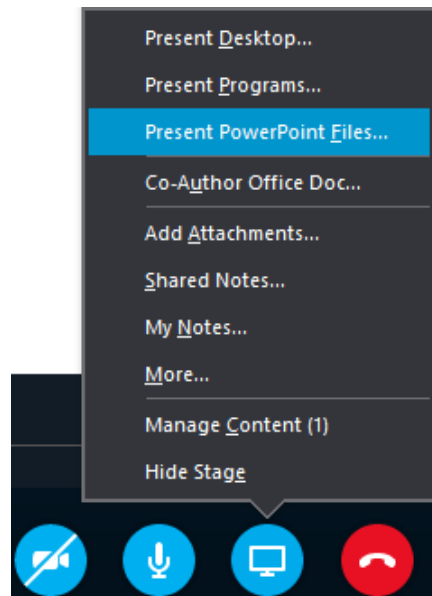 Present Desktop...
Present Programs...
Present PowerPoint Files...
Co-Author Office Doc...
Add Attachments...
Shared Notes...
My Notes...
More...
Manage Content (1)
Hide Stage